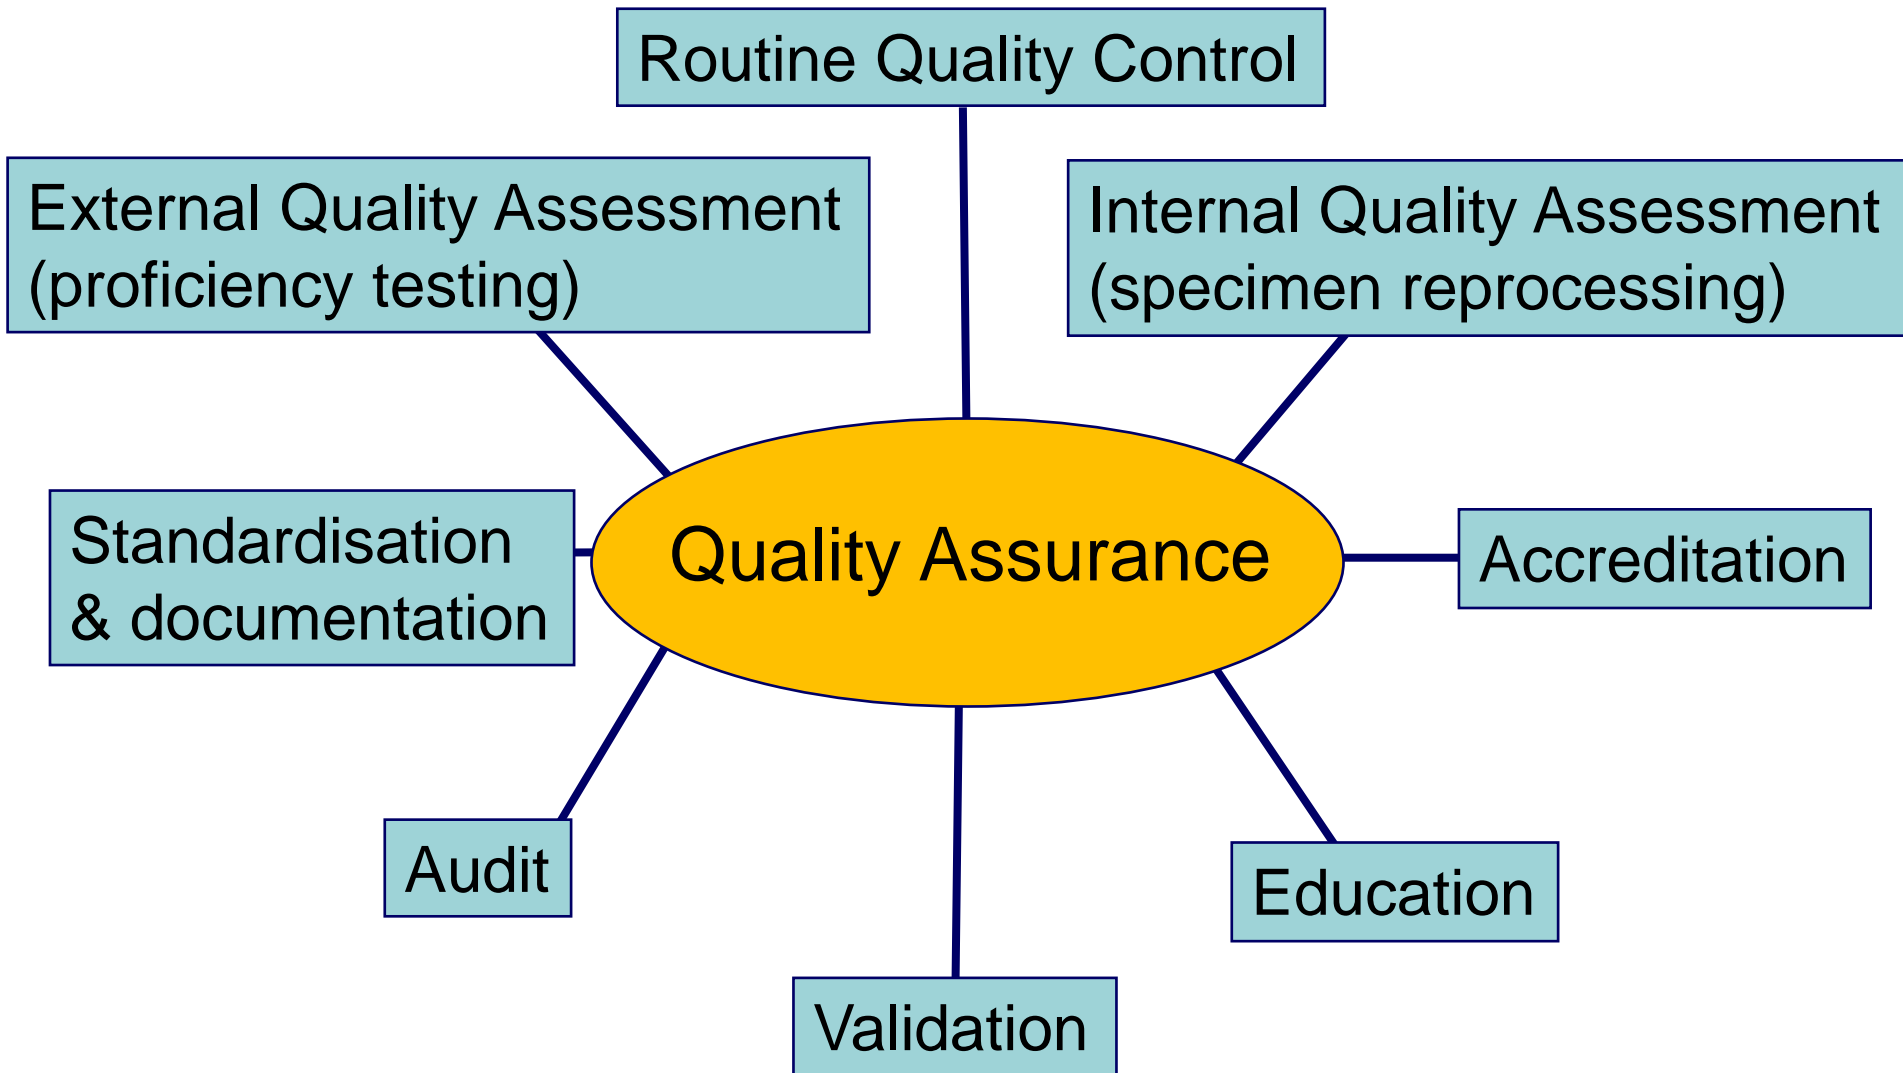 Routine Quality Control
External Quality Assessment
(proficiency testing)
Internal Quality Assessment
(specimen reprocessing)
Standardisation
& documentation
Quality Assurance
Accreditation
Audit
Education
Validation